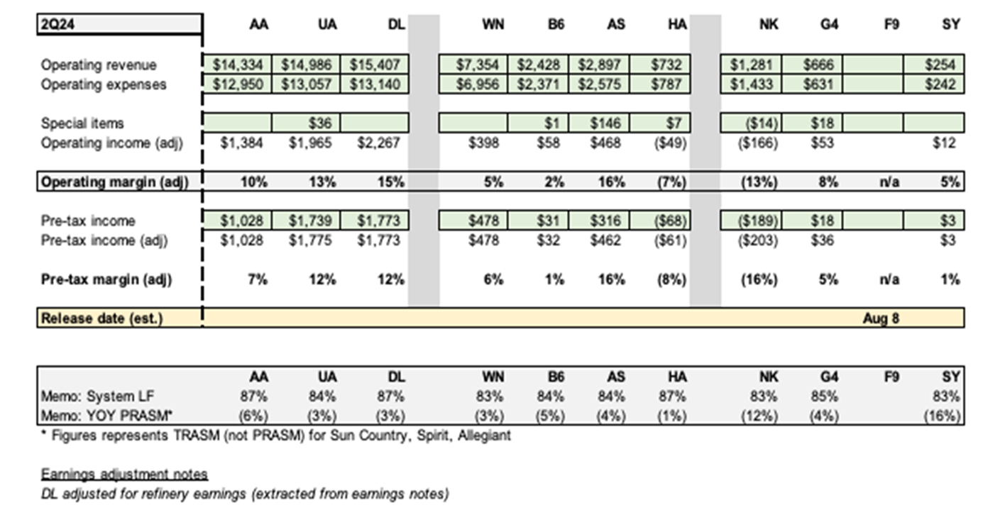 2Q24 AA UA DL WN B6 AS HA NK G4 F9 SY
Operating revenue $14,334 $14,986 $15,407 $7,354 $2,428 $2,897 $732 $1,281 $666 $254
Operating expenses $12,950 $13,057 $13,140 $6,956 $2,371 $2,575 $787 $1,433 $631 $242
Special items $36 $1 $146 $7 ($14) $18
Operating income (adj) $1,384 $1,965 $2,267 $398 $58 $468 ($49) ($166) $53 $12
Operating margin (adj) 10% 13% 15% 5% 2% 16% (7%) (13%) 8% n/a 5%
Pre-tax income $1,028 $1,739 $1,773 $478 $31 $316 ($68) ($189) $18 $3
Pre-tax income (adj) $1,028 $1,775 $1,773 $478 $32 $462 ($61) ($203) $36 $3
Pre-tax margin (adj) 7% 12% 12% 6% 1% 16% (8%) (16%) 5% n/a 1%
Release date (est.) Aug 8
AA UA DL WN B6 AS HA NK G4 F9 SY
Memo: System LF 87% 84% 87% 83% 84% 84% 87% 83% 85% 83%
Memo: YOY PRASM* (6%) (3%) (3%) (3%) (5%) (4%) (1%) (12%) (4%) (16%)
* Figures represents TRASM (not PRASM) for Sun Country, Spirit, Allegiant
Earnings adjustment notes
DL adjusted for refinery earnings (extracted from earnings notes)